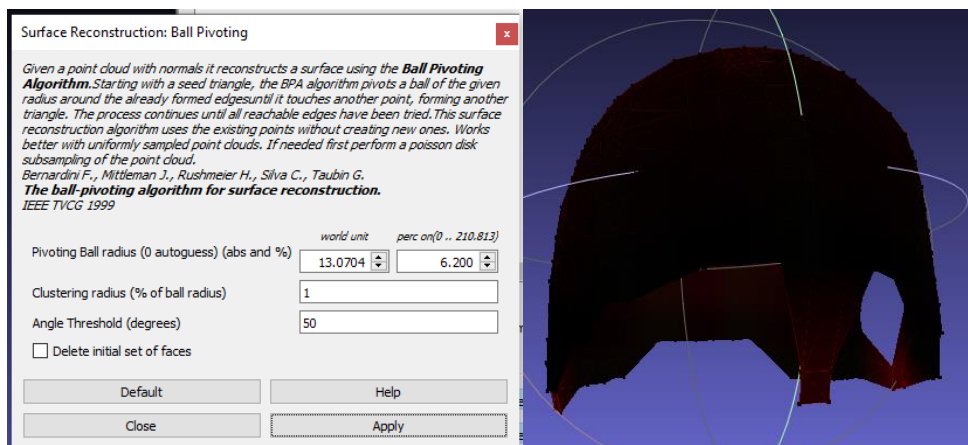 Surface Reconstruction: Ball Pivoting
x
Given a point cloud with normals it reconstructs a surface using the Ball Pivoting
Algorithm.Starting with a seed triangle, the BPA algorithm pivots a ball of the given
radius around the already formed edgesuntil it touches another point, forming another
triangle. The process continues until all reachable edges have been tried.This surface
reconstruction algorithm uses the existing points without creating new ones. Works
better with uniformly sampled point clouds. If needed first perform a poisson disk
subsampling of the point cloud.
Bernardini F., Mittleman J., Rushmeier H., Silva C., Taubin G.
The ball-pivoting algorithm for surface reconstruction.
IEEE TVCG 1999
world unit perc on(0 .. 210.813)
Pivoting Ball radius (0 autoguess) (abs and %) 13.0704 6.200
Clustering radius (% of ball radius) 1
Angle Threshold (degrees) 50
Delete initial set of faces
Default Help
Close Apply